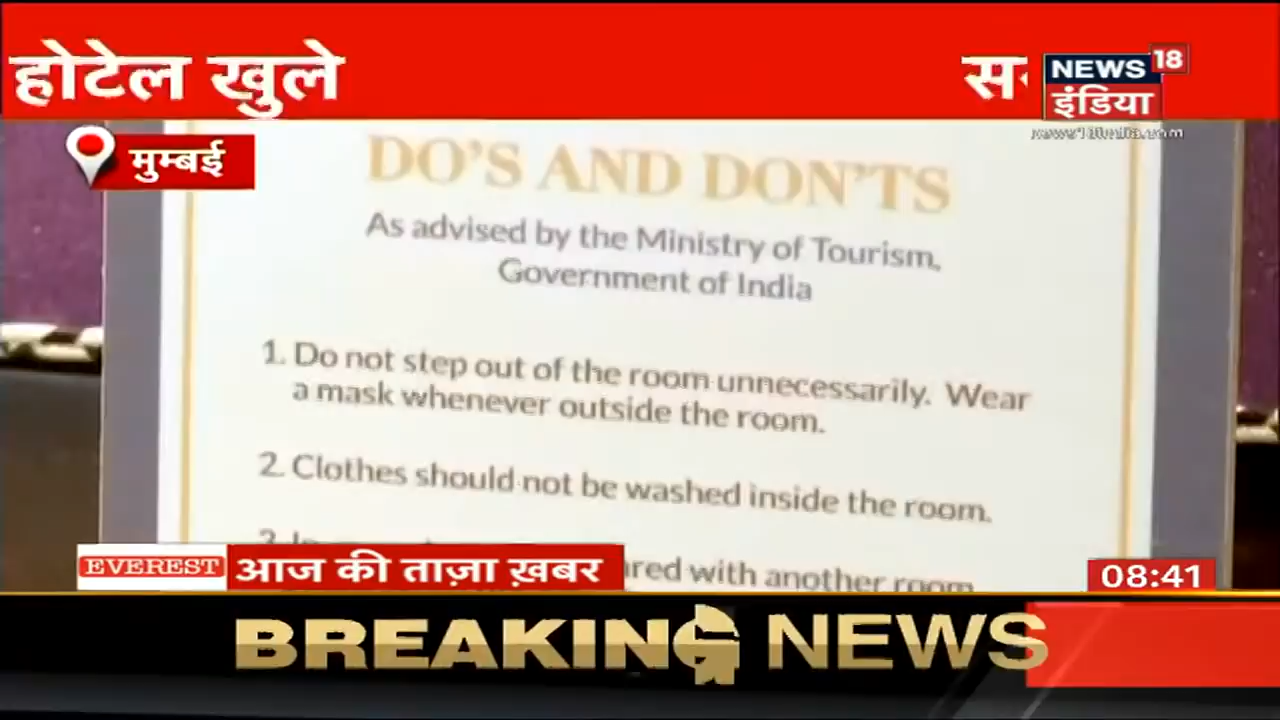 होटेल खुले
NEWS 18
इंडिया
news18india.com
मुम्बई
DO'S AND DON'TS
As advised by the Ministry of Tourism,
Government of India
1. Do not step out of the room unnecessarily. Wear
a mask whenever outside the room.
2. Clothes should not be washed inside the room.
with another room
EVEREST आज की ताज़ा ख़बर
08:41
BREAKING NEWS